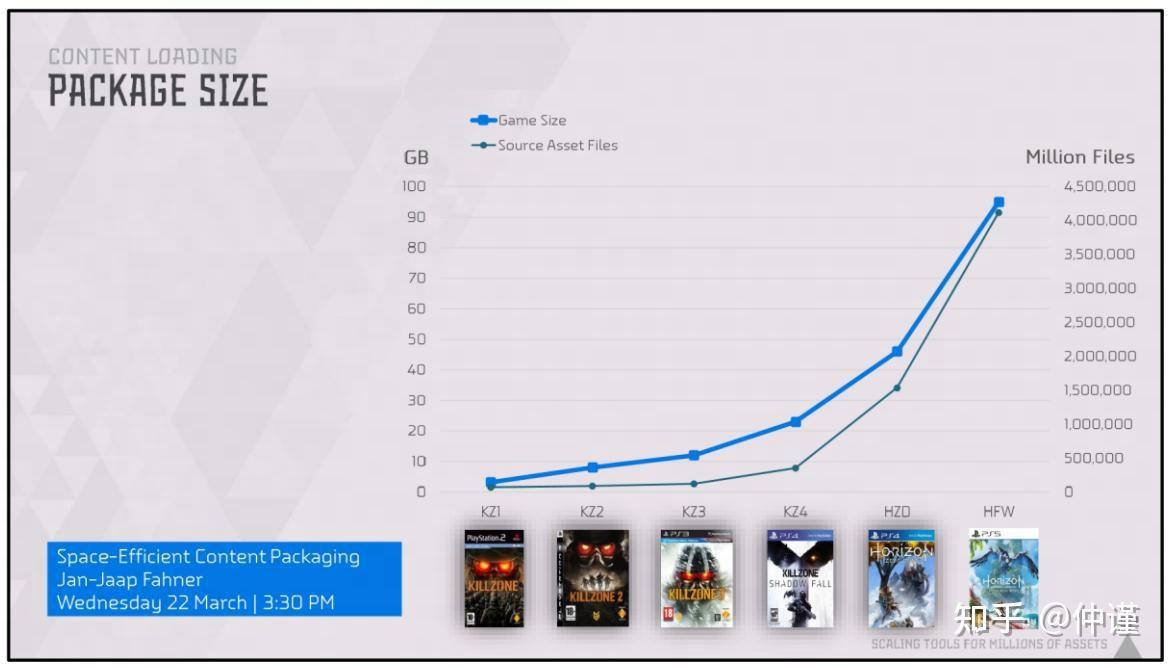 CONTENT LOADING
PACKAGE SIZE
Game Size
Source Asset Files
GB
Million Files
100
90
80
70
60
50
40
30
20
10
0
4,500,000
4,000,000
3,500,000
3,000,000
2,500,000
2,000,000
1,500,000
1,000,000
500,000
0
KZ1 KZ2 KZ3 KZ4 HZD HFW
PlayStation 2
KILLZONE
KILLZONE 2
PS3
KILLZONE 3
PS4
KILLZONE
SHADOW FALL
PS4
HORIZON
PS5
HORIZON
Space-Efficient Content Packaging
Jan-Jaap Fahner
Wednesday 22 March | 3:30 PM
知乎 @仲谨
SCALING TOOLS FOR MILLIONS OF ASSETS